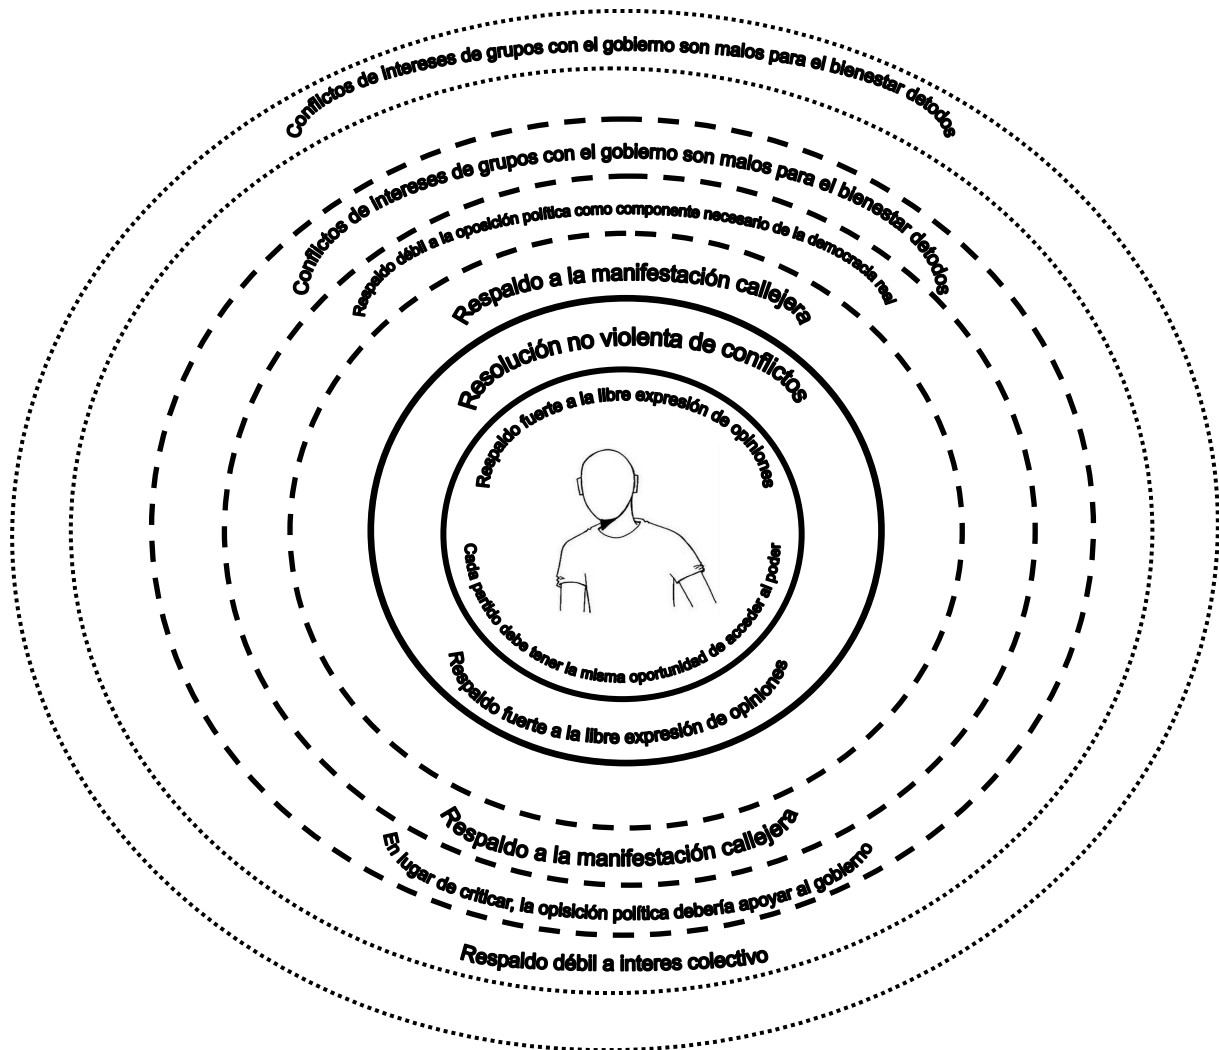 Conflictos de intereses de grupos con el gobierno son malos para el bienestar detodos
Conflictos de intereses de grupos con el gobierno son malos para el bienestar detodos
Respaldo débil a la oposición política como componente necesario de la democracia real
Respaldo a la manifestación callejera
Resolución no violenta de conflictos
Respaldo fuerte a la libre expresión de opiniones
Cada partido debe tener la misma oportunidad de acceder al poder
Respaldo fuerte a la libre expresión de opiniones
Respaldo a la manifestación callejera
En lugar de criticar, la opisición política debería apoyar al gobierno
Respaldo débil a interes colectivo